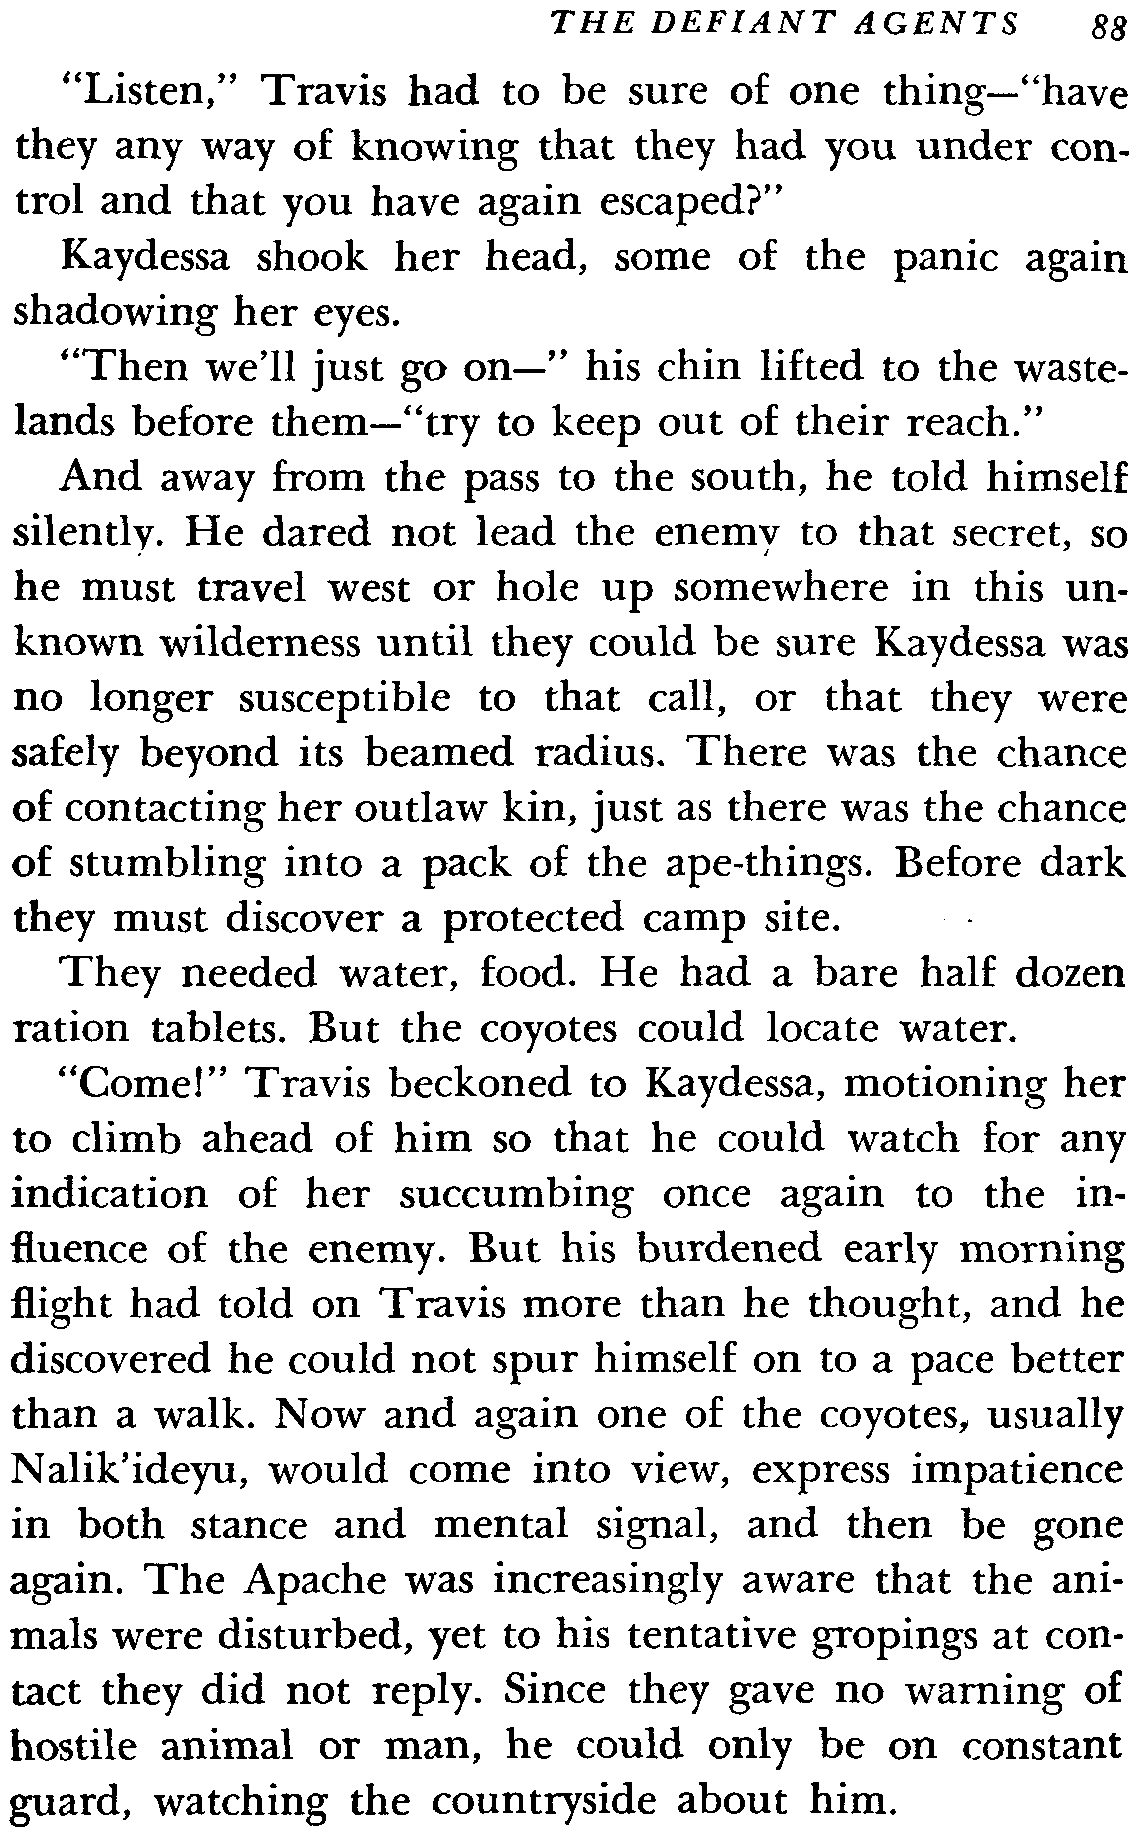 THE DEFIANT AGENTS 88
“Listen,” Travis had to be sure of one thing—“have
they any way of knowing that they had you under con-
trol and that you have again escaped?”
Kaydessa shook her head, some of the panic again
shadowing her eyes.
“Then we’ll just go on—” his chin lifted to the waste-
lands before them—“try to keep out of their reach.”
And away from the pass to the south, he told himself
silently. He dared not lead the enemy to that secret, so
he must travel west or hole up somewhere in this un-
known wilderness until they could be sure Kaydessa was
no longer susceptible to that call, or that they were
safely beyond its beamed radius. There was the chance
of contacting her outlaw kin, just as there was the chance
of stumbling into a pack of the ape-things. Before dark
they must discover a protected camp site.
They needed water, food. He had a bare half dozen
ration tablets. But the coyotes could locate water.
“Come!” Travis beckoned to Kaydessa, motioning her
to climb ahead of him so that he could watch for any
indication of her succumbing once again to the in-
fluence of the enemy. But his burdened early morning
flight had told on Travis more than he thought, and he
discovered he could not spur himself on to a pace better
than a walk. Now and again one of the coyotes, usually
Nalik’ideyu, would come into view, express impatience
in both stance and mental signal, and then be gone
again. The Apache was increasingly aware that the ani-
mals were disturbed, yet to his tentative gropings at con-
tact they did not reply. Since they gave no warning of
hostile animal or man, he could only be on constant
guard, watching the countryside about him.